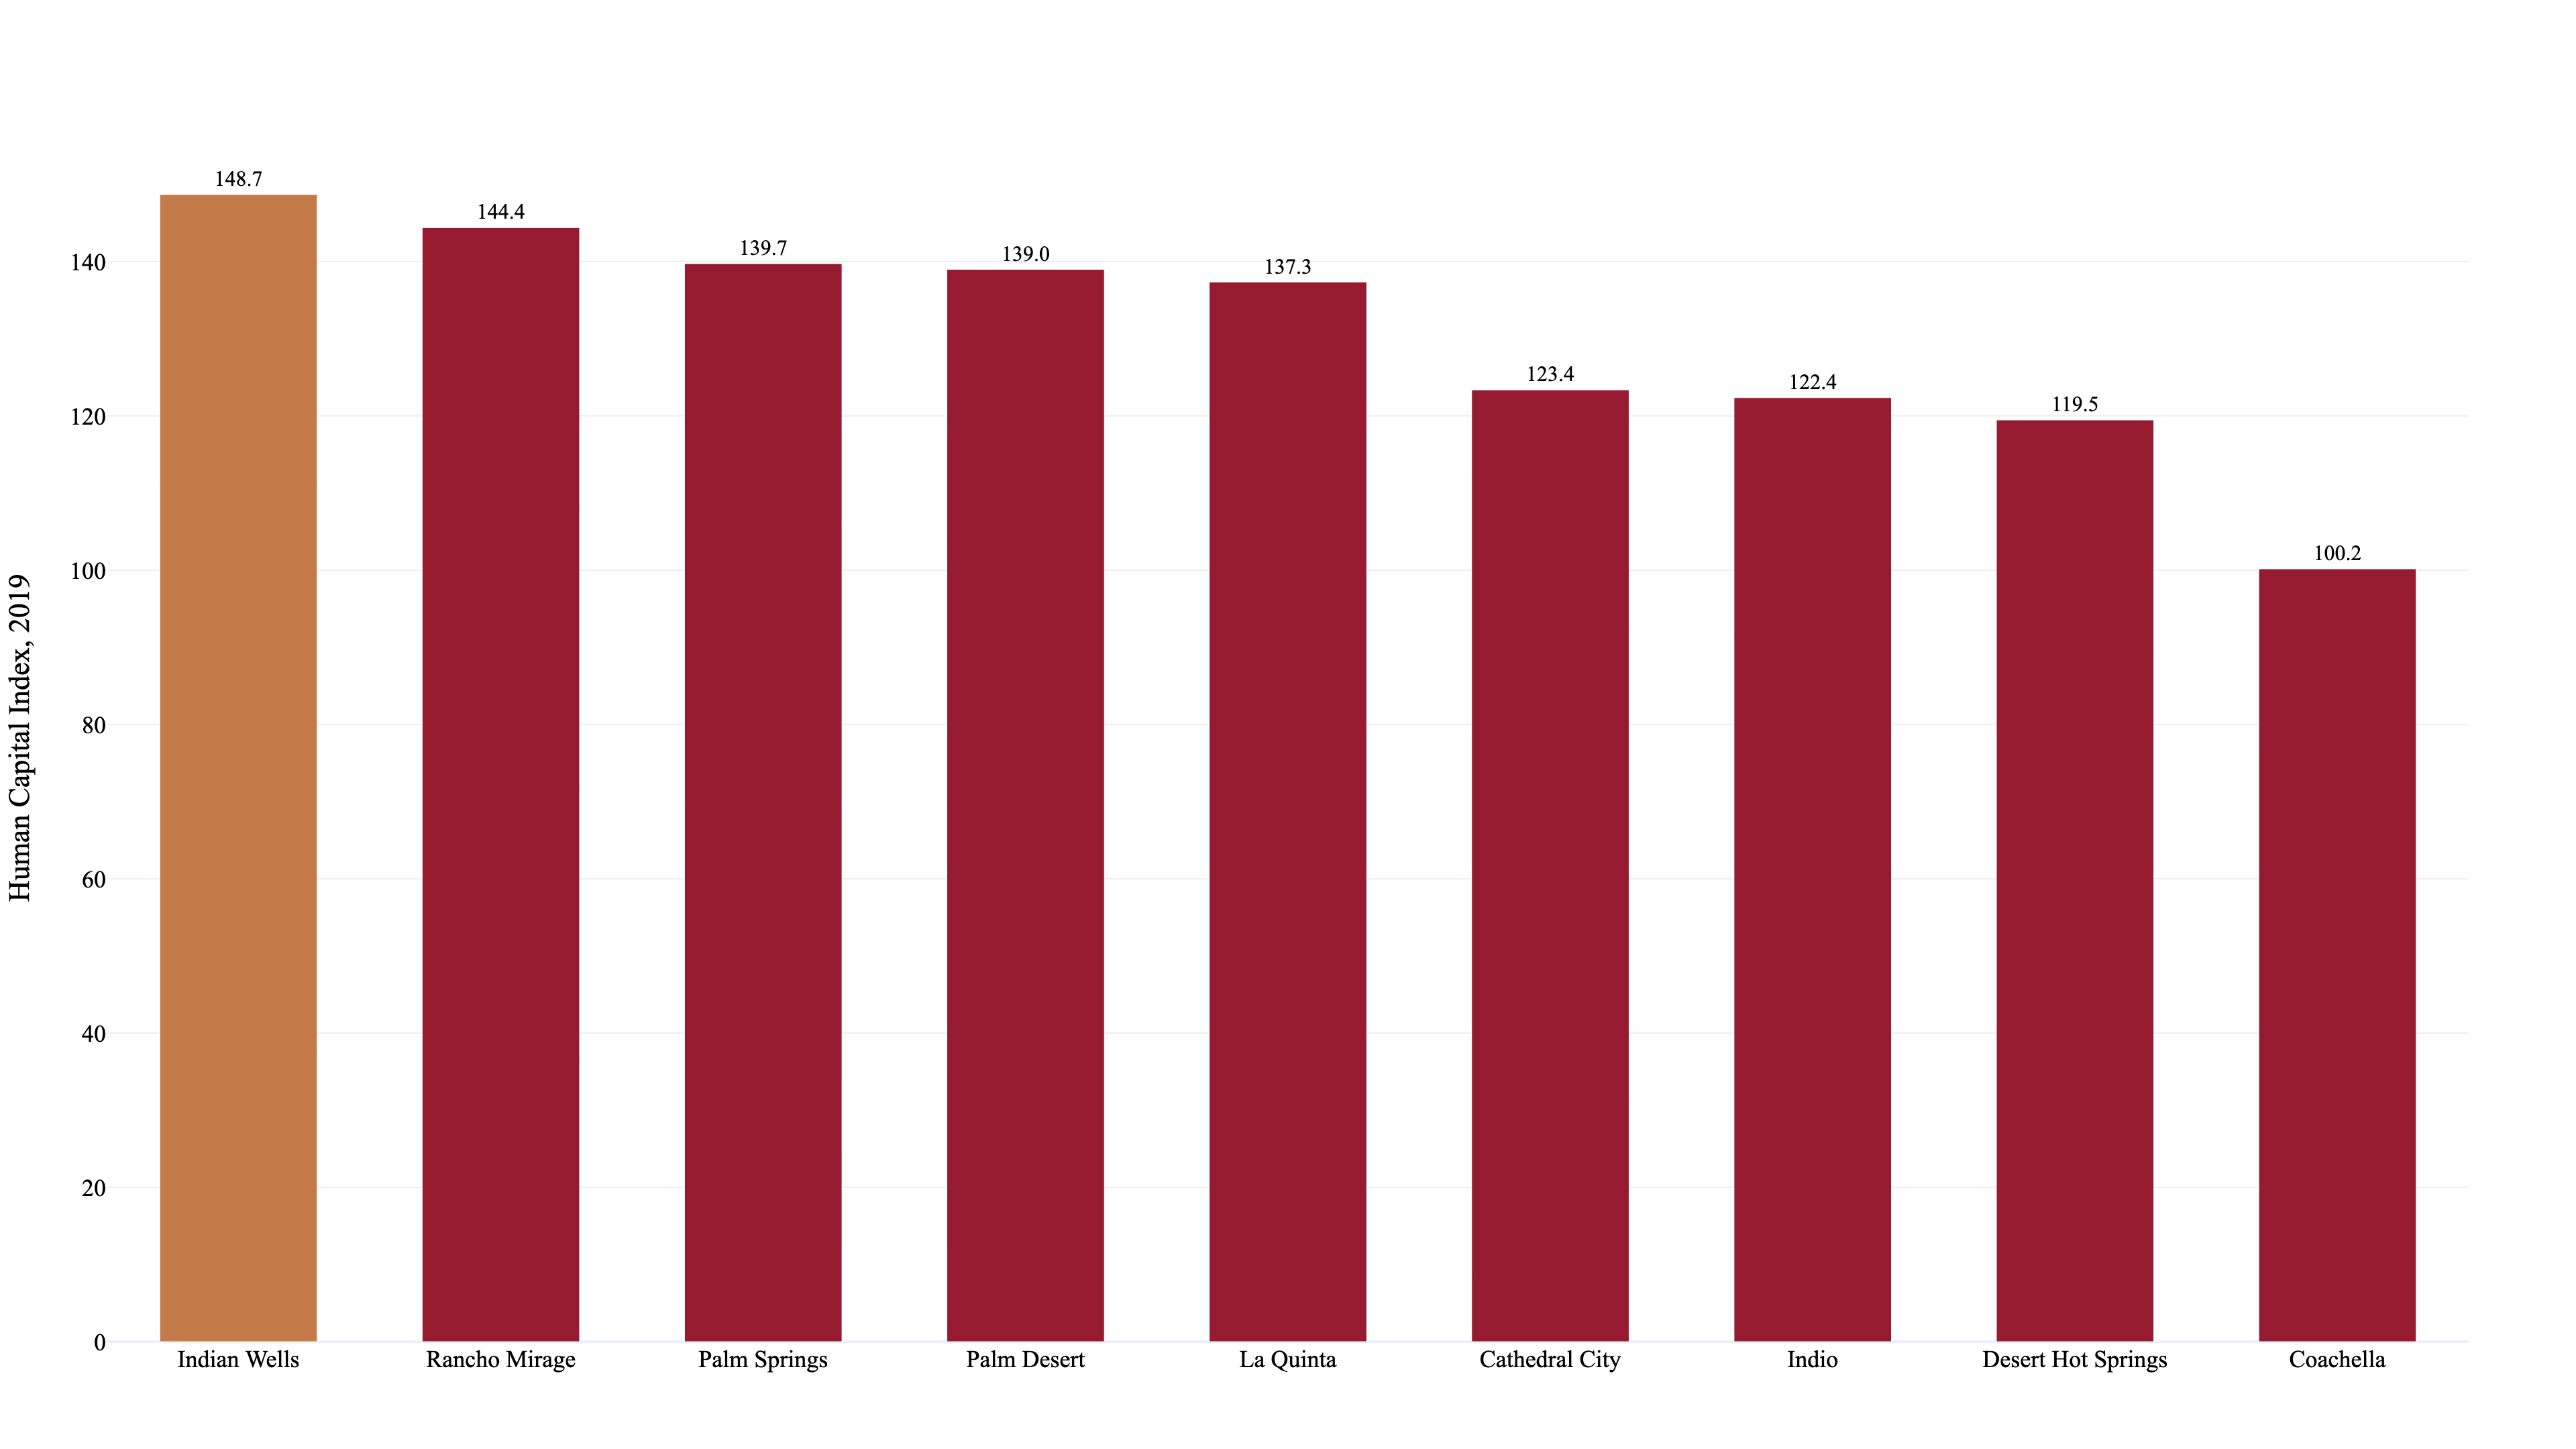 Human Capital Index, 2019
148.7
144.4
139.7
139.0
137.3
123.4
122.4
119.5
100.2
140
120
100
80
60
40
20
0
Indian Wells
Rancho Mirage
Palm Springs
Palm Desert
La Quinta
Cathedral City
Indio
Desert Hot Springs
Coachella